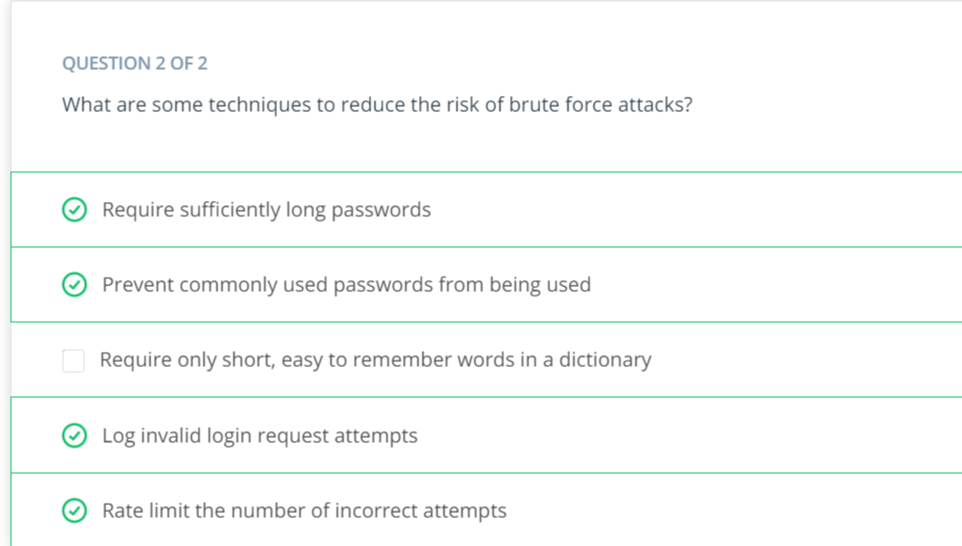 QUESTION 2 OF 2
What are some techniques to reduce the risk of brute force attacks?
Require sufficiently long passwords
Prevent commonly used passwords from being used
Require only short, easy to remember words in a dictionary
Log invalid login request attempts
Rate limit the number of incorrect attempts